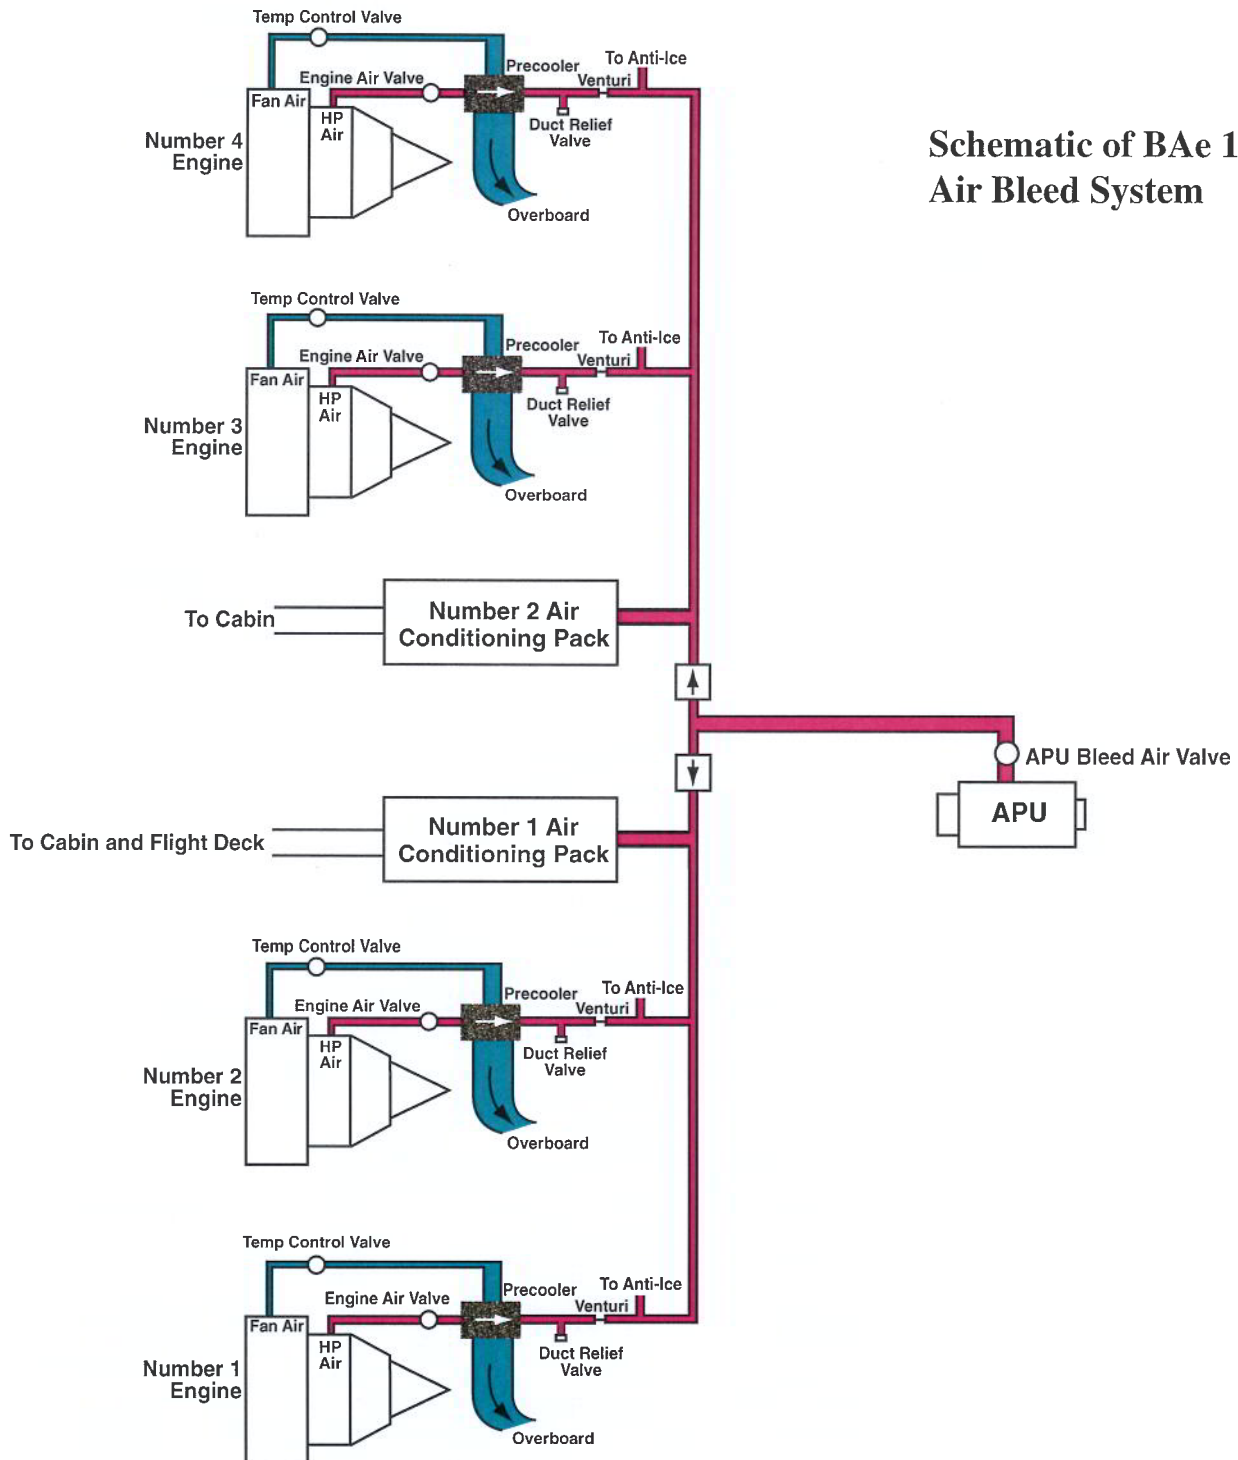 Schematic of BAe 1
Air Bleed System
Temp Control Valve
To Anti-Ice
Precooler
Engine Air Valve
Venturi
Fan Air
HP
Air
Duct Relief
Valve
Number 4
Engine
Overboard
Temp Control Valve
To Anti-Ice
Precooler
Engine Air Valve
Venturi
Fan Air
HP
Air
Duct Relief
Valve
Number 3
Engine
Overboard
To Cabin
Number 2 Air
Conditioning Pack
APU Bleed Air Valve
APU
To Cabin and Flight Deck
Number 1 Air
Conditioning Pack
Temp Control Valve
To Anti-Ice
Precooler
Engine Air Valve
Venturi
Fan Air
HP
Air
Duct Relief
Valve
Number 2
Engine
Overboard
Temp Control Valve
To Anti-Ice
Precooler
Engine Air Valve
Venturi
Fan Air
HP
Air
Duct Relief
Valve
Number 1
Engine
Overboard